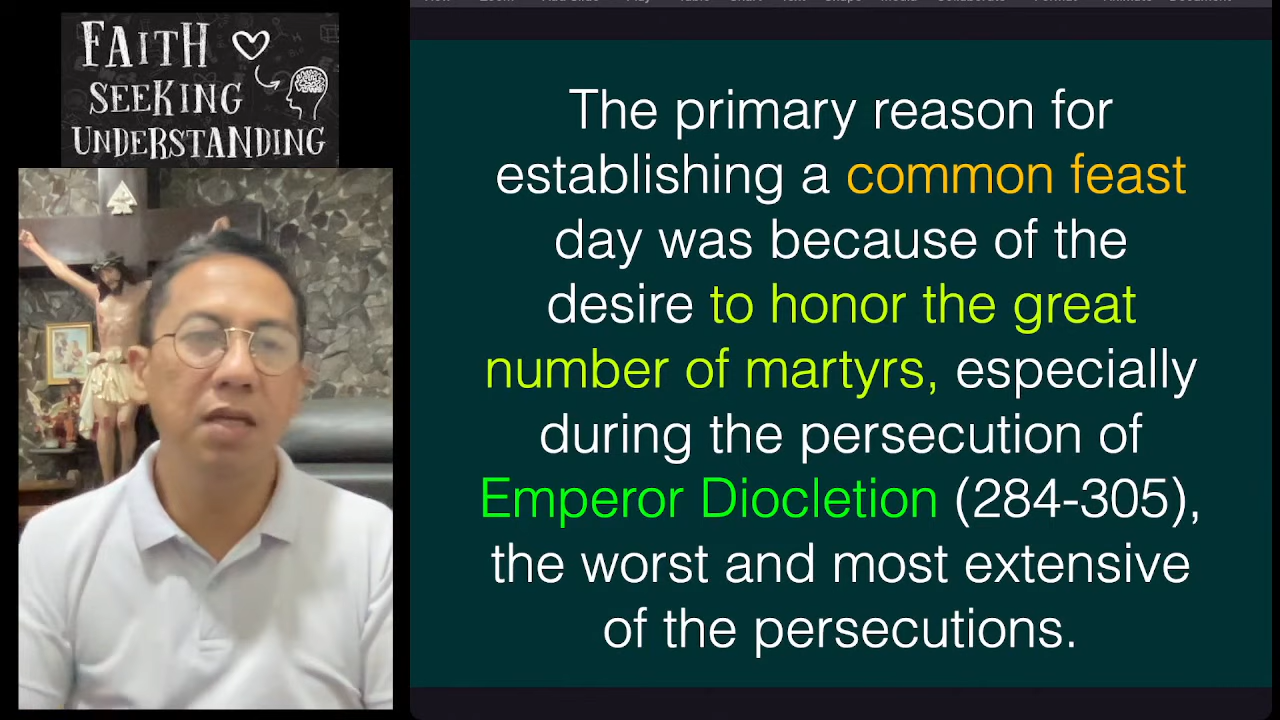 FAITH
SEEKING
UNDERSTANDING
The primary reason for
establishing a common feast
day was because of the
desire to honor the great
number of martyrs, especially
during the persecution of
Emperor Diocletion (284-305),
the worst and most extensive
of the persecutions.